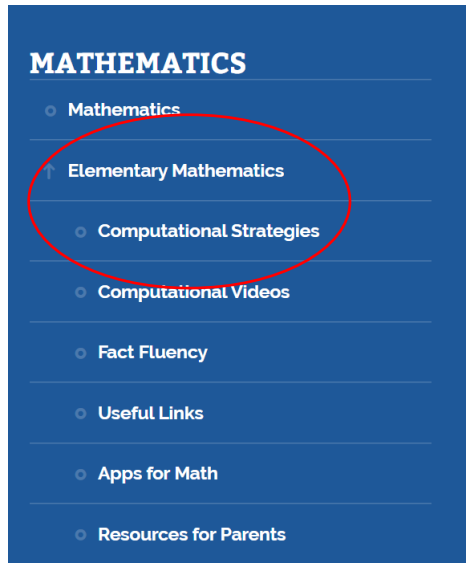 MATHEMATICS
Mathematics
Elementary Mathematics
Computational Strategies
Computational Videos
Fact Fluency
Useful Links
Apps for Math
Resources for Parents